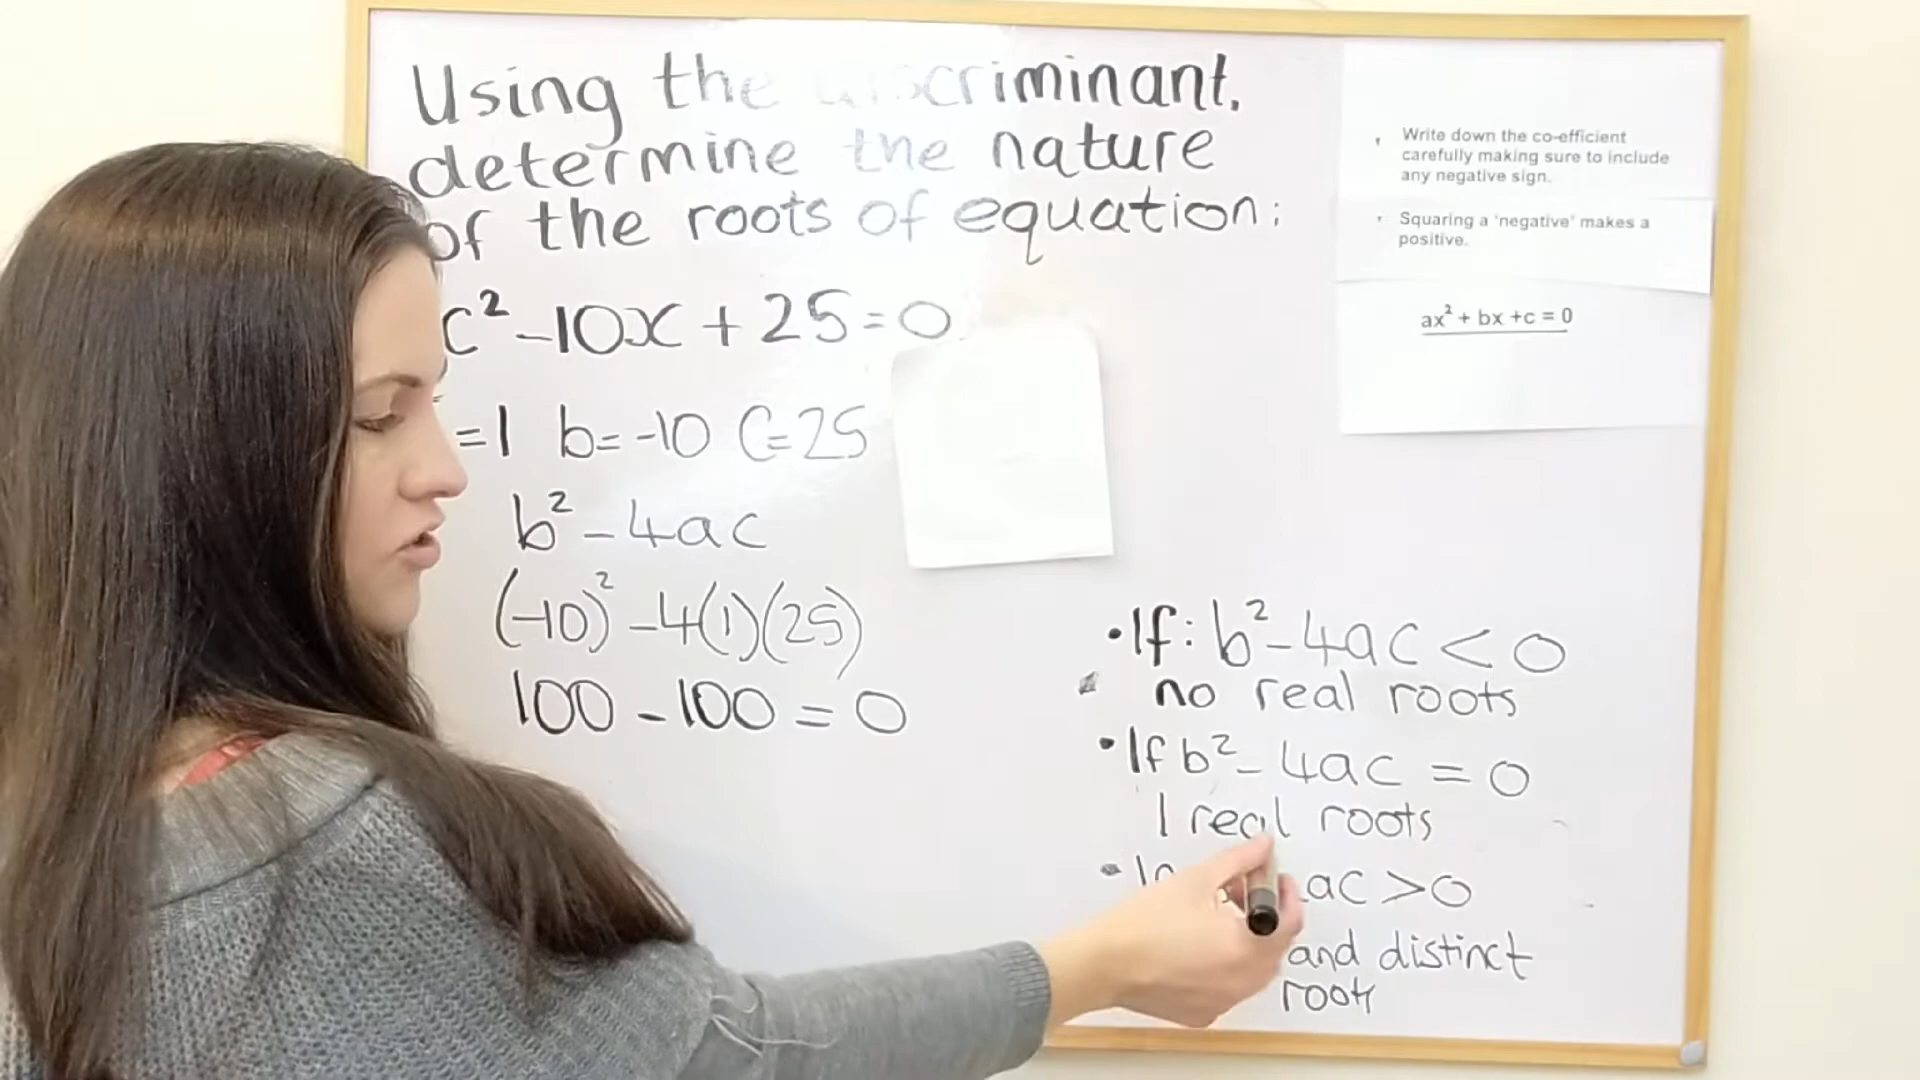 Using the discriminant,
determine the nature
of the roots of equation:
² -10x + 25 = 0
=1 b=-10 C=25
b² - 4ac
(-10)² - 4(1)(25)
100 - 100 = 0
Write down the co-efficient
carefully making sure to include
any negative sign.
Squaring a 'negative' makes a
positive.
ax² + bx +c = 0
• If: b² - 4ac < 0
no real roots
• If b² - 4ac = 0
1 real roots
ac > 0
and distinct